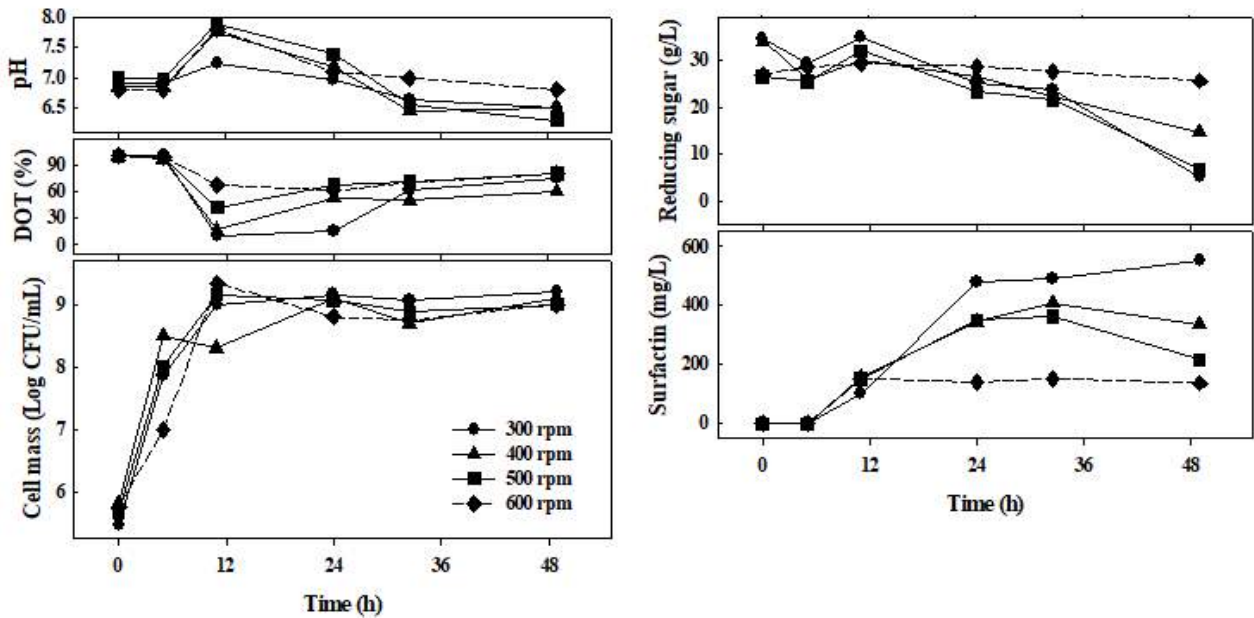 pH
8.0
7.5
7.0
6.5
DOT (%)
90
60
30
0
Cell mass (Log CFU/mL)
9
8
7
6
300 rpm
400 rpm
500 rpm
600 rpm
0 12 24 36 48
Time (h)
Reducing sugar (g/L)
30
20
10
0
Surfactin (mg/L)
600
400
200
0
0 12 24 36 48
Time (h)